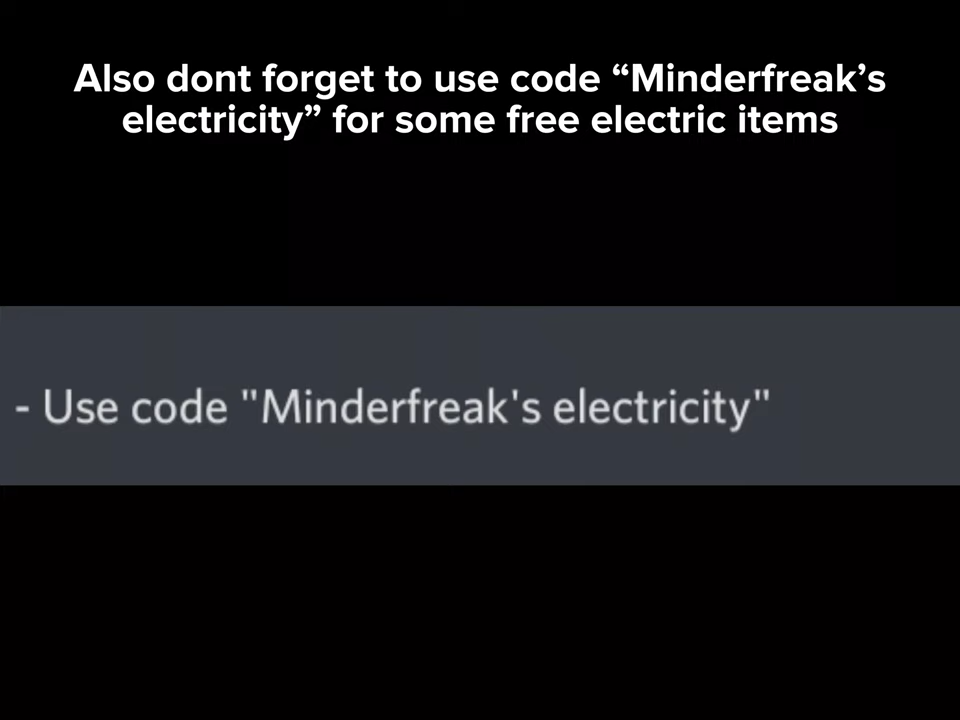 Also dont forget to use code “Minderfreak’s
electricity” for some free electric items
- Use code "Minderfreak's electricity"